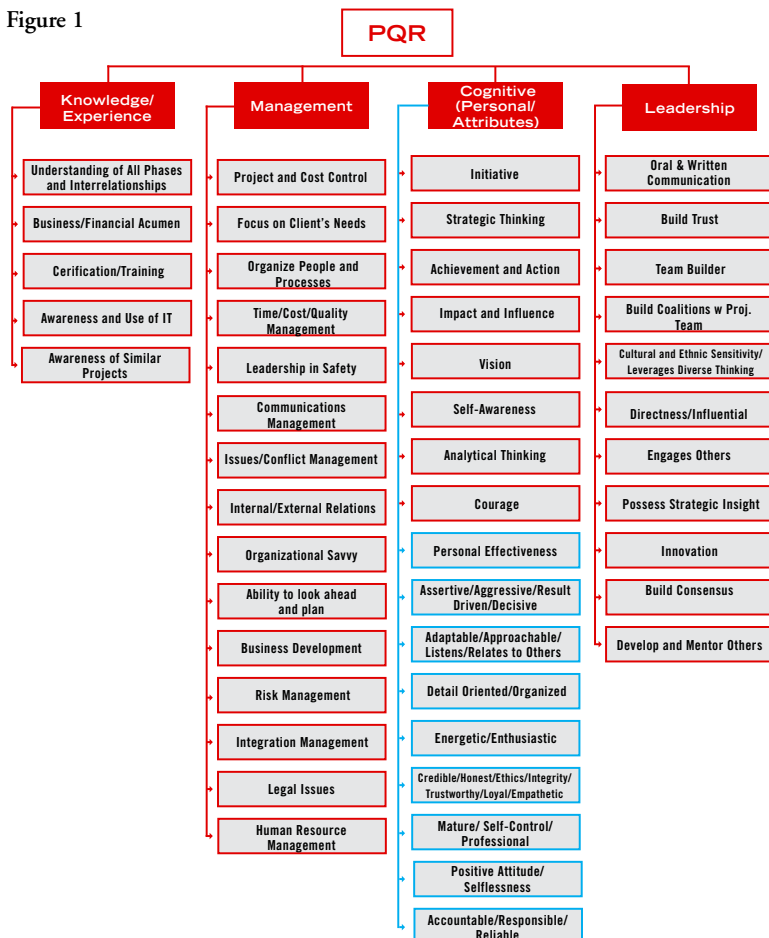 Figure 1
PQR
Knowledge/
Experience
Understanding of All Phases
and Interrelationships
Business/Financial Acumen
Cerification/Training
Awareness and Use of IT
Awareness of Similar
Projects
Management
Project and Cost Control
Focus on Client's Needs
Organize People and
Processes
Time/Cost/Quality
Management
Leadership in Safety
Communications
Management
Issues/Conflict Management
Internal/External Relations
Organizational Savvy
Ability to look ahead
and plan
Business Development
Risk Management
Integration Management
Legal Issues
Human Resource
Management
Cognitive
(Personal/
Attributes)
Initiative
Strategic Thinking
Achievement and Action
Impact and Influence
Vision
Self-Awareness
Analytical Thinking
Courage
Personal Effectiveness
Assertive/Aggressive/Result
Driven/Decisive
Adaptable/Approachable/
Listens/Relates to Others
Detail Oriented/Organized
Energetic/Enthusiastic
Credible/Honest/Ethics/Integrity/
Trustworthy/Loyal/Empathetic
Mature/ Self-Control/
Professional
Positive Attitude/
Selflessness
Accountable/Responsible/
Reliable
Leadership
Oral & Written
Communication
Build Trust
Team Builder
Build Coalitions w Proj.
Team
Cultural and Ethnic Sensitivity/
Leverages Diverse Thinking
Directness/Influential
Engages Others
Possess Strategic Insight
Innovation
Build Consensus
Develop and Mentor Others